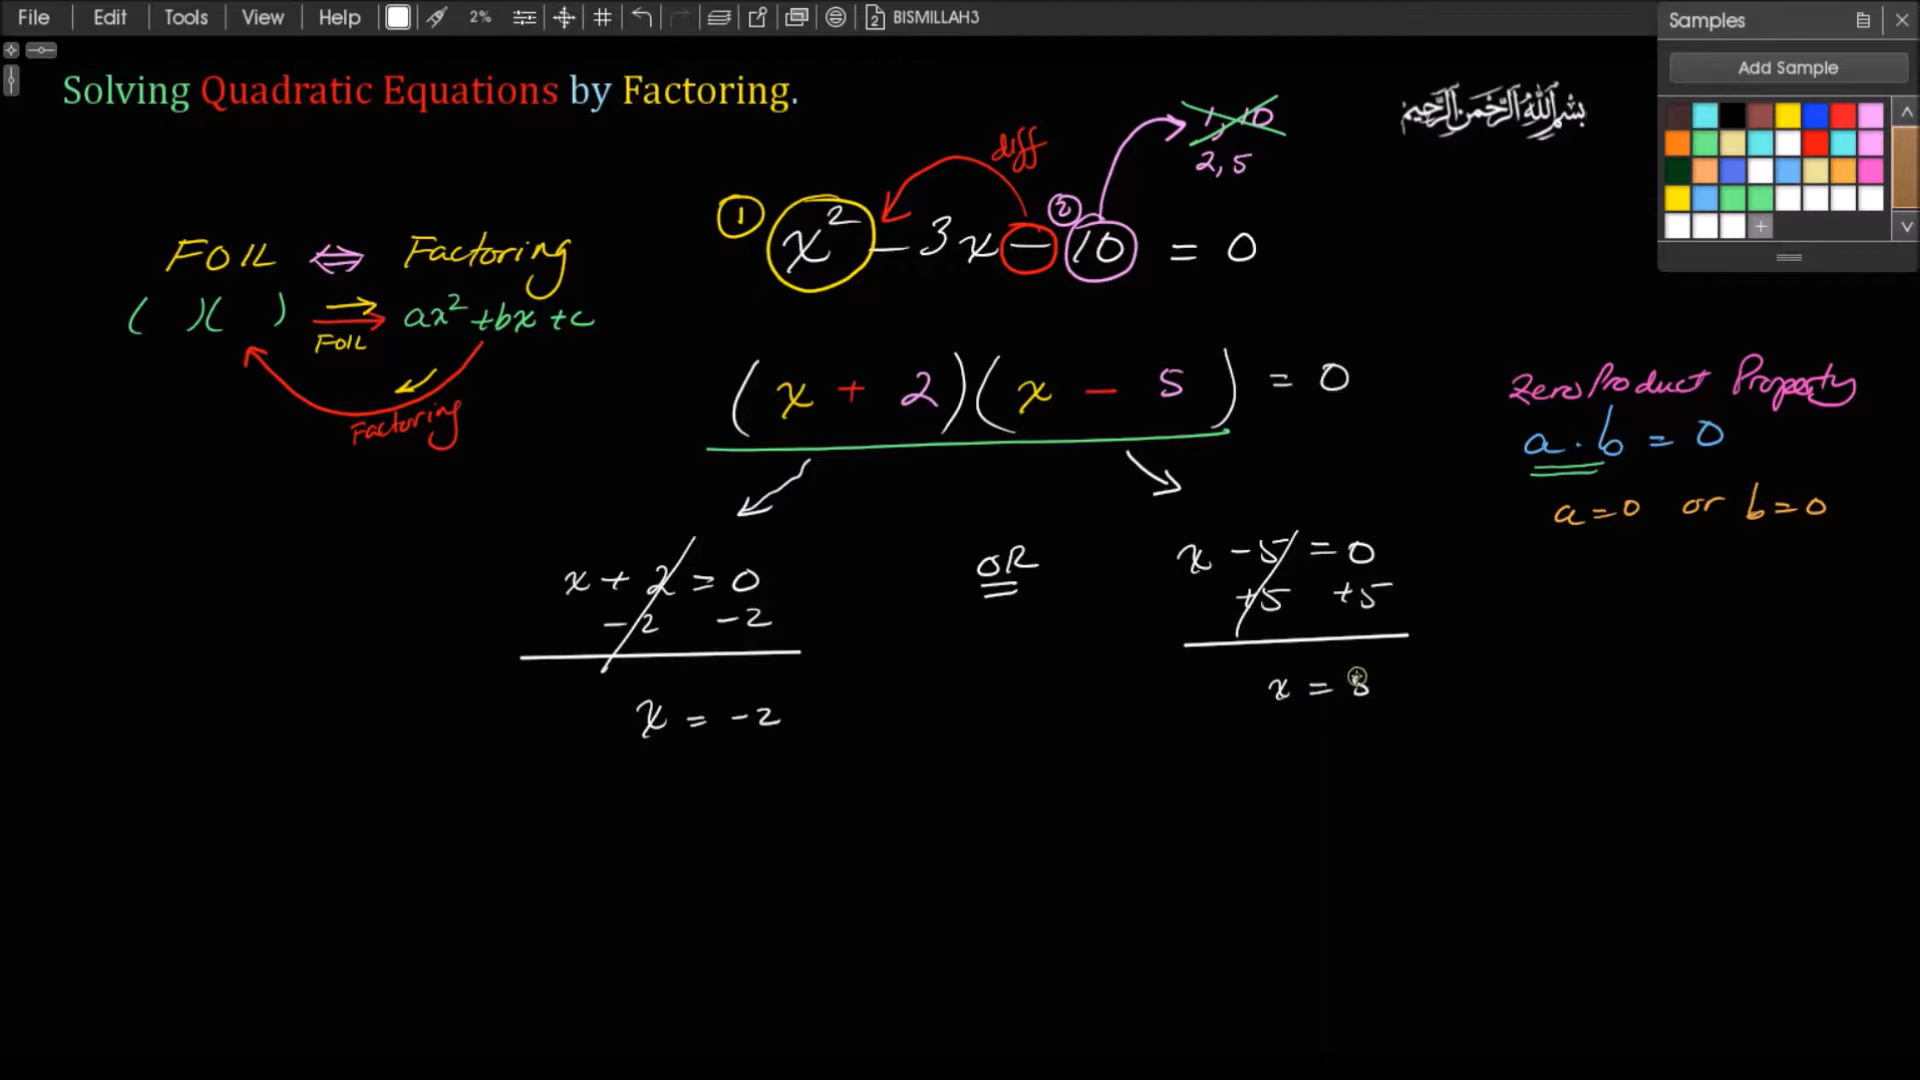 File Edit Tools View Help 2% 2 BISMILLAH3
Samples
Add Sample
Solving Quadratic Equations by Factoring.
بسم الله الرحمن الرحيم
1, 10
2, 5
diff
① ②
x² - 3x - 10 = 0
FOIL ⇔ Factoring
( )( ) → ax² + bx + c
FOIL
Factoring
(x + 2)(x - 5) = 0
Zero Product Property
a · b = 0
a = 0 or b = 0
x + 2 = 0
-2 -2
x = -2
OR
x - 5 = 0
+5 +5
x =